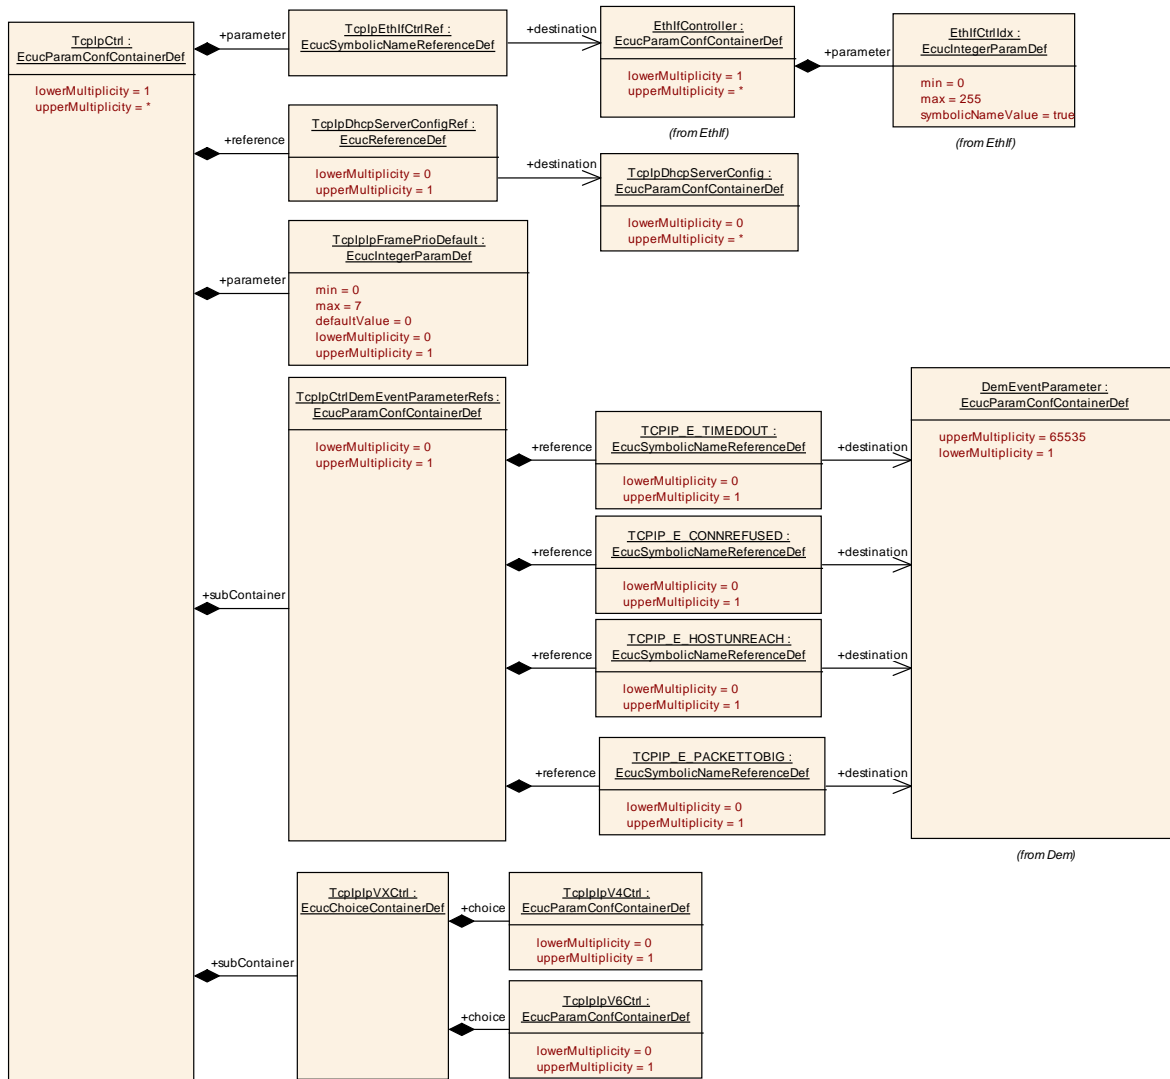 TcpIpCtrl :
EcucParamConfContainerDef
lowerMultiplicity = 1
upperMultiplicity = *
+parameter
TcpIpEthIfCtrlRef :
EcucSymbolicNameReferenceDef
+destination
EthIfController :
EcucParamConfContainerDef
lowerMultiplicity = 1
upperMultiplicity = *
(from EthIf)
+parameter
EthIfCtrlIdx :
EcucIntegerParamDef
min = 0
max = 255
symbolicNameValue = true
(from EthIf)
+reference
TcpIpDhcpServerConfigRef :
EcucReferenceDef
lowerMultiplicity = 0
upperMultiplicity = 1
+destination
TcpIpDhcpServerConfig :
EcucParamConfContainerDef
lowerMultiplicity = 0
upperMultiplicity = *
+parameter
TcpIpIpFramePrioDefault :
EcucIntegerParamDef
min = 0
max = 7
defaultValue = 0
lowerMultiplicity = 0
upperMultiplicity = 1
+subContainer
TcpIpCtrlDemEventParameterRefs :
EcucParamConfContainerDef
lowerMultiplicity = 0
upperMultiplicity = 1
+reference
TCPIP_E_TIMEDOUT :
EcucSymbolicNameReferenceDef
lowerMultiplicity = 0
upperMultiplicity = 1
+destination
DemEventParameter :
EcucParamConfContainerDef
upperMultiplicity = 65535
lowerMultiplicity = 1
(from Dem)
+reference
TCPIP_E_CONNREFUSED :
EcucSymbolicNameReferenceDef
lowerMultiplicity = 0
upperMultiplicity = 1
+destination
+reference
TCPIP_E_HOSTUNREACH :
EcucSymbolicNameReferenceDef
lowerMultiplicity = 0
upperMultiplicity = 1
+destination
+reference
TCPIP_E_PACKETTOBIG :
EcucSymbolicNameReferenceDef
lowerMultiplicity = 0
upperMultiplicity = 1
+destination
+subContainer
TcpIpIpVXCtrl :
EcucChoiceContainerDef
+choice
TcpIpIpV4Ctrl :
EcucParamConfContainerDef
lowerMultiplicity = 0
upperMultiplicity = 1
+choice
TcpIpIpV6Ctrl :
EcucParamConfContainerDef
lowerMultiplicity = 0
upperMultiplicity = 1